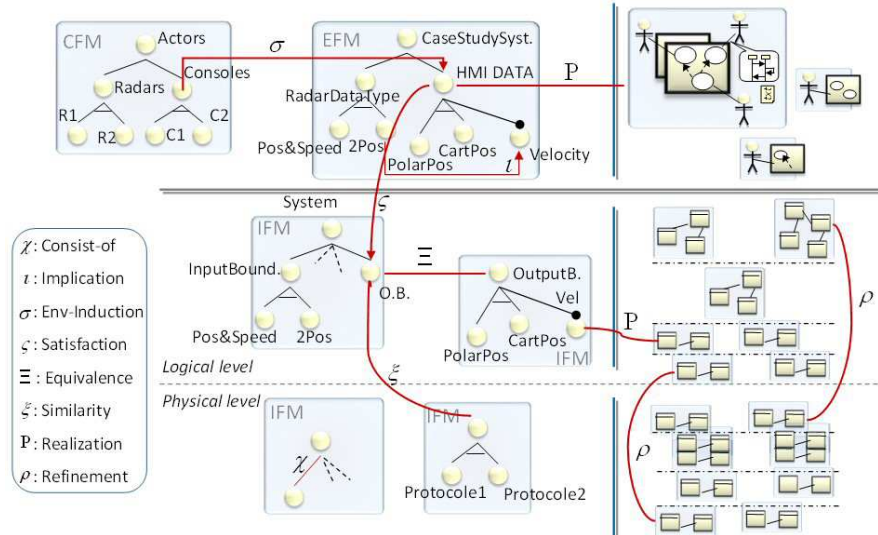 CFM
Actors
Radars
Consoles
R1
R2
C1
C2
σ
EFM
CaseStudySyst.
RadarDataType
HMI DATA
Pos&Speed
2Pos
PolarPos
CartPos
Velocity
ι
P
ς
System
IFM
InputBound.
O.B.
Pos&Speed
2Pos
Ξ
OutputB.
Vel
PolarPos
CartPos
IFM
P
ρ
Logical level
Physical level
ξ
IFM
χ
IFM
Protocole1
Protocole2
ρ
χ: Consist-of
ι: Implication
σ: Env-Induction
ς: Satisfaction
Ξ: Equivalence
ξ: Similarity
P: Realization
ρ: Refinement